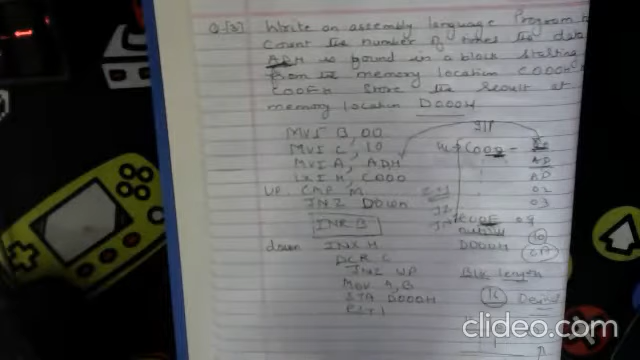 Q.[3] Write an assembly language Program to
Count the number of times the data
ADH is found in a block starting
from the memory location C000H
C00FH Store the result at
memory location D000H
MVI B, 00
MVI C, 10
MVI A, ADH
LXI H, C000
UP CMP M
JNZ Down
INR B
down INX H
DCR C
JNZ UP
MOV A, B
STA D000H
RST 1
I/P
AD
AD
02
03
C00F 09
D000H
Blk length
clideo.com